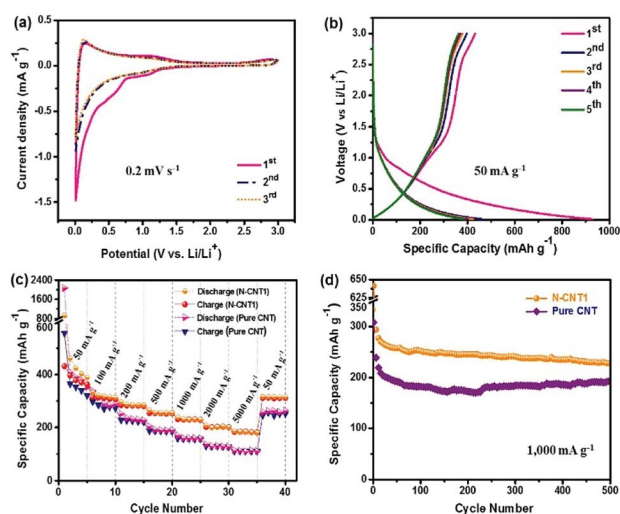 (a)
Current density (mA g⁻¹)
0.5
0.0
-0.5
-1.0
-1.5
0.2 mV s⁻¹
1ˢᵗ
2ⁿᵈ
3ʳᵈ
0.0 0.5 1.0 1.5 2.0 2.5 3.0
Potential (V vs. Li/Li⁺)
(b)
Voltage (V vs Li/Li⁺)
3.5
3.0
2.5
2.0
1.5
1.0
0.5
0.0
1ˢᵗ
2ⁿᵈ
3ʳᵈ
4ᵗʰ
5ᵗʰ
50 mA g⁻¹
0 200 400 600 800 1000
Specific Capacity (mAh g⁻¹)
(c)
Specific Capacity (mAh g⁻¹)
2400
1800
1200
600
800
600
400
200
0
Discharge (N-CNT1)
Charge (N-CNT1)
Discharge (Pure CNT)
Charge (Pure CNT)
50 mA g⁻¹
100 mA g⁻¹
200 mA g⁻¹
500 mA g⁻¹
1000 mA g⁻¹
2000 mA g⁻¹
5000 mA g⁻¹
50 mA g⁻¹
0 10 20 30 40
Cycle Number
(d)
Specific Capacity (mAh g⁻¹)
650
625
300
200
100
0
N-CNT1
Pure CNT
1,000 mA g⁻¹
0 100 200 300 400 500
Cycle Number